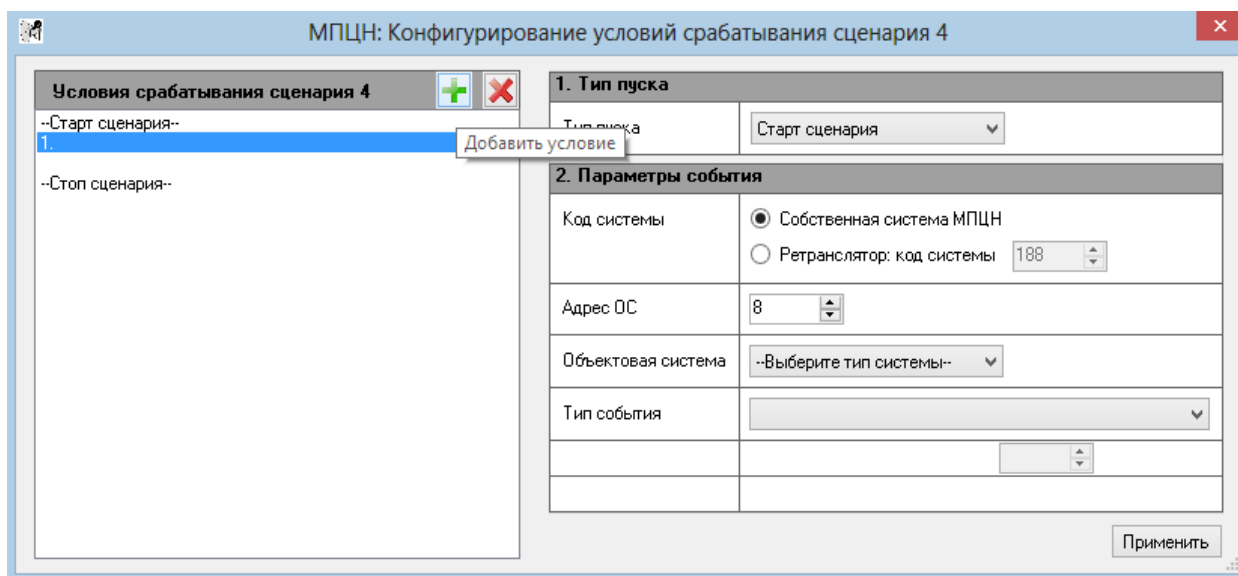 МПЦН: Конфигурирование условий срабатывания сценария 4
Условия срабатывания сценария 4
--Старт сценария--
1.
Добавить условие
--Стоп сценария--
1. Тип пуска
Тип пуска
Старт сценария
2. Параметры события
Код системы
Собственная система МПЦН
Ретранслятор: код системы 188
Адрес ОС
8
Объектовая система
--Выберите тип системы--
Тип события
Применить